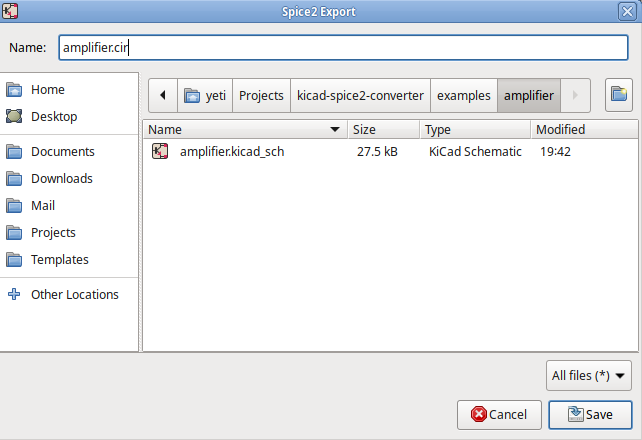 Spice2 Export
Name: amplifier.cir
Home
Desktop
Documents
Downloads
Mail
Projects
Templates
Other Locations
yeti Projects kicad-spice2-converter examples amplifier
Name Size Type Modified
amplifier.kicad_sch 27.5 kB KiCad Schematic 19:42
All files (*)
Cancel Save